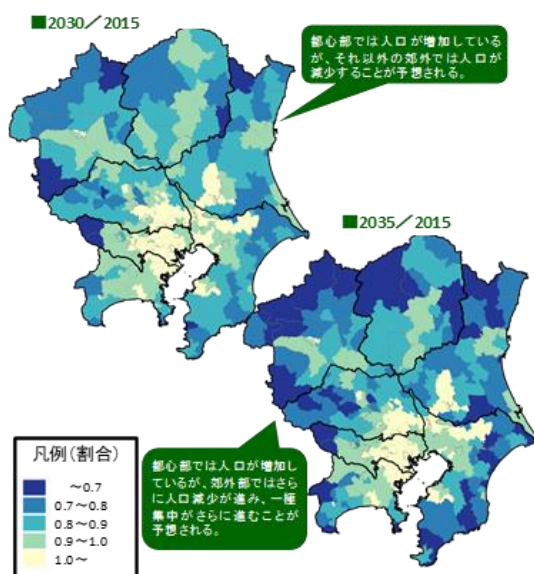 ■2030/2015
都心部では人口が増加している
が、それ以外の郊外では人口が
減少することが予想される。
■2035/2015
都心部では人口が増加し
ているが、郊外部ではさら
に人口減少が進み、一極
集中がさらに進むことが
予想される。
凡例(割合)
～0.7
0.7～0.8
0.8～0.9
0.9～1.0
1.0～